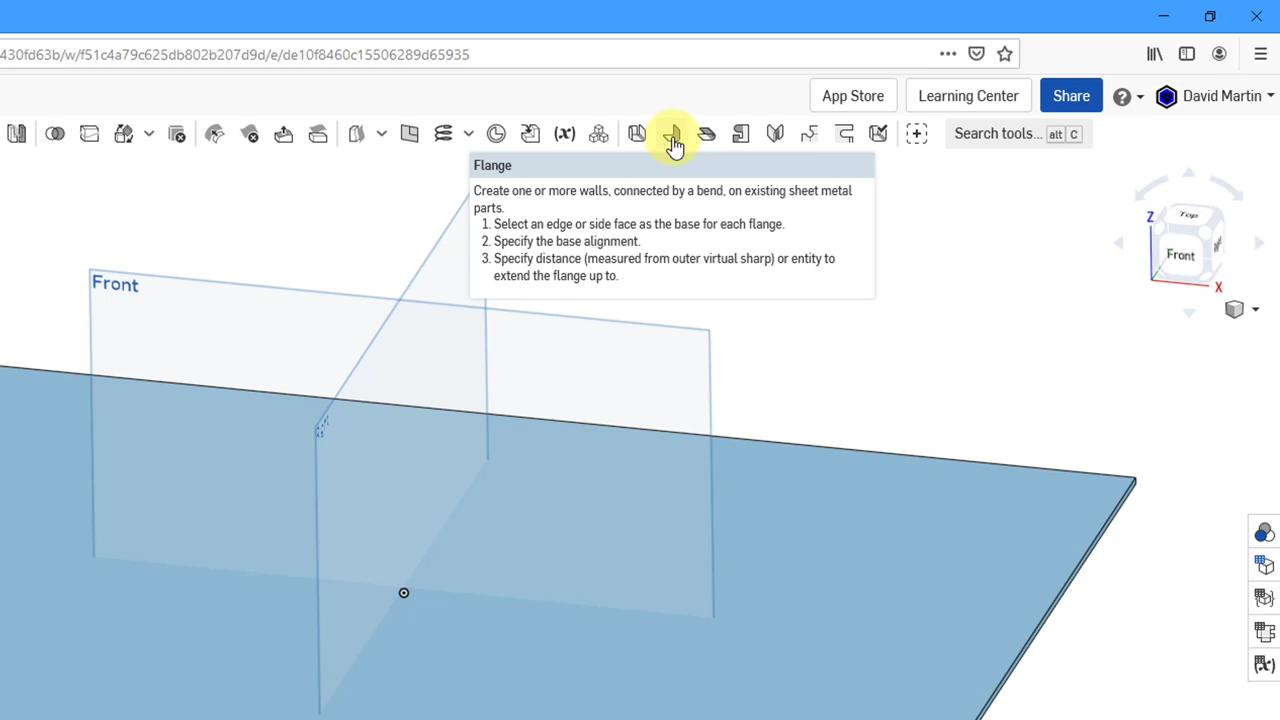 430fd63b/w/f51c4a79c625db802b207d9d/e/de10f8460c15506289d65935
App Store
Learning Center
Share
David Martin
(x)
Search tools... alt C
Flange
Create one or more walls, connected by a bend, on existing sheet metal
parts.
1. Select an edge or side face as the base for each flange.
2. Specify the base alignment.
3. Specify distance (measured from outer virtual sharp) or entity to
extend the flange up to.
Top
Z
Front
X
Front
(x)